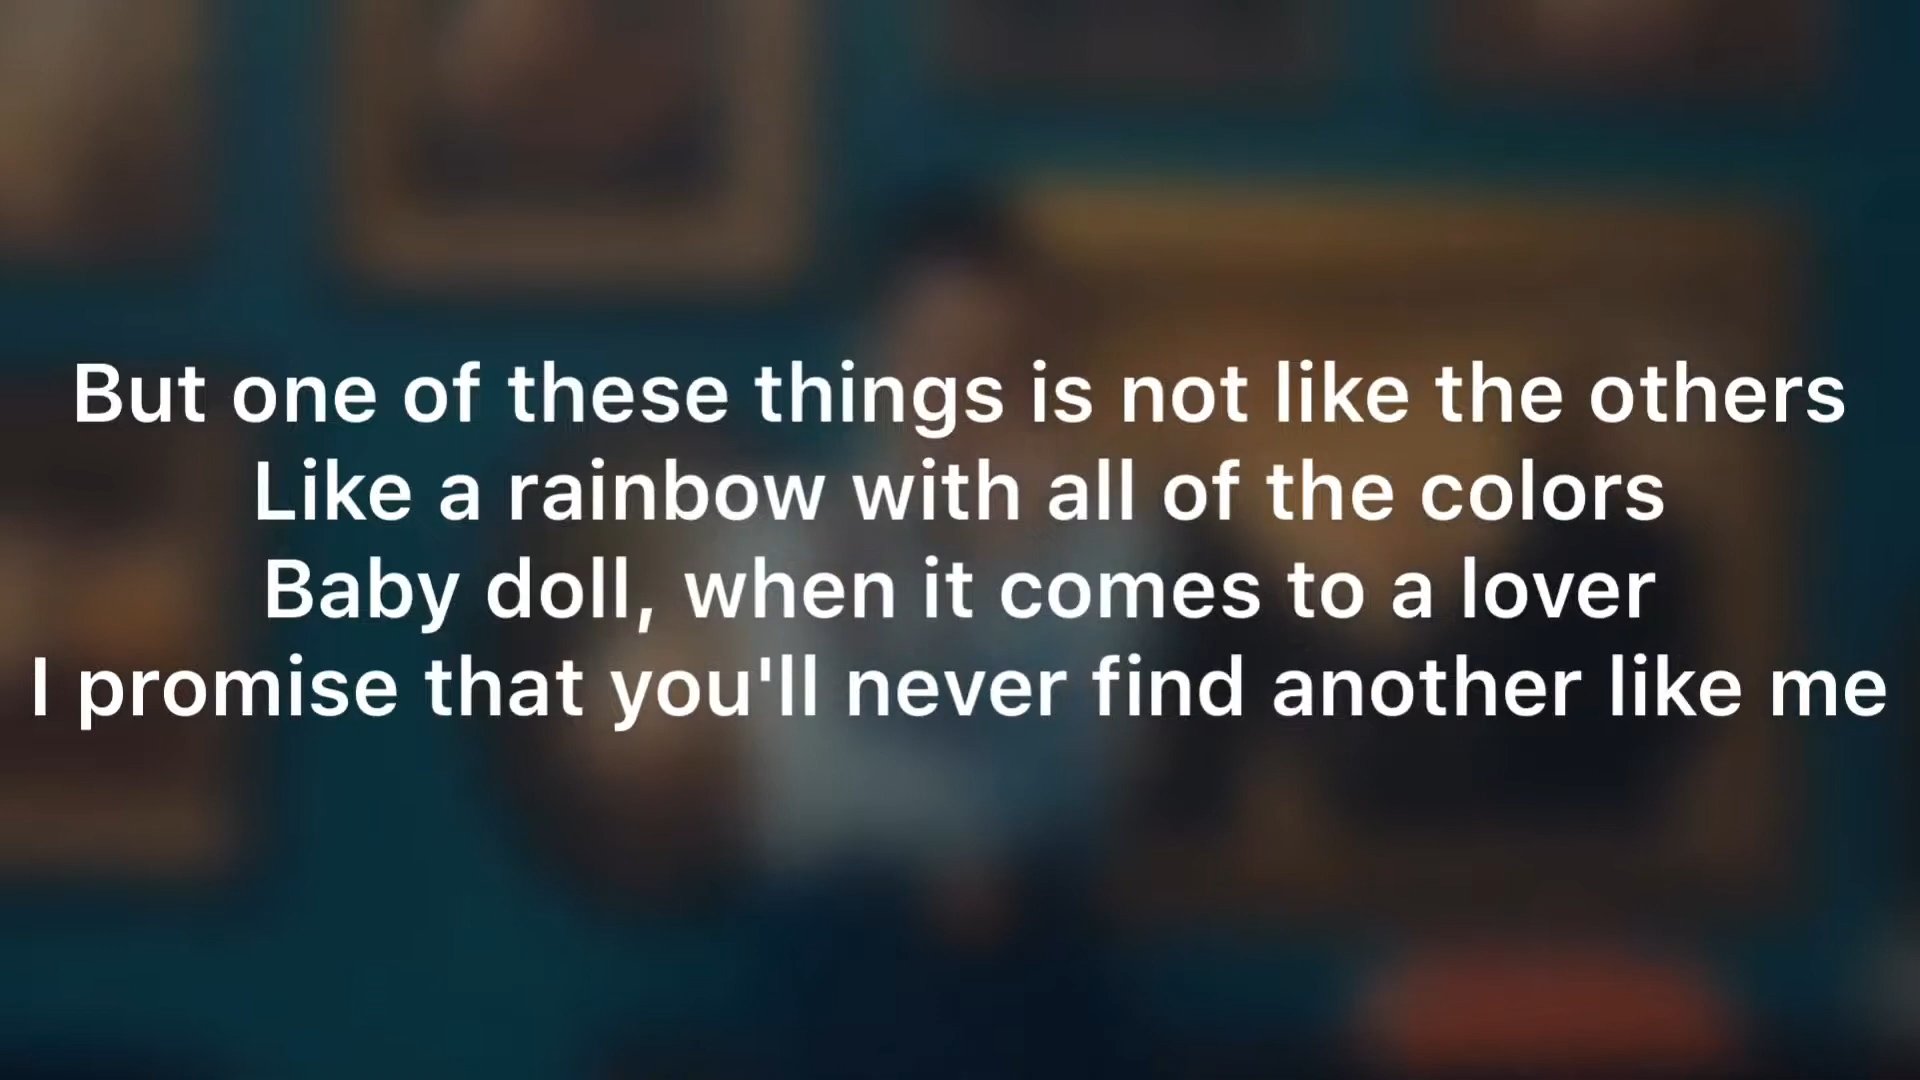 But one of these things is not like the others
Like a rainbow with all of the colors
Baby doll, when it comes to a lover
I promise that you'll never find another like me